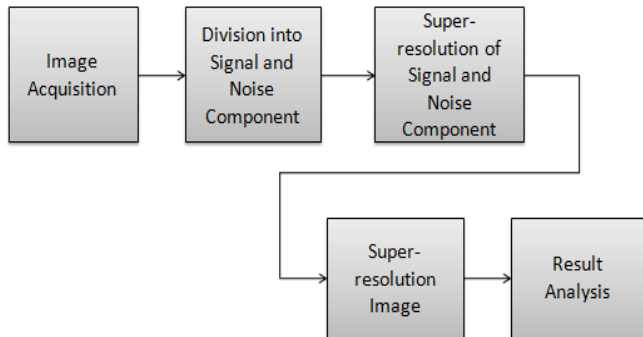 Image
Acquisition
Division into
Signal and
Noise
Component
Super-
resolution of
Signal and
Noise
Component
Super-
resolution
Image
Result
Analysis